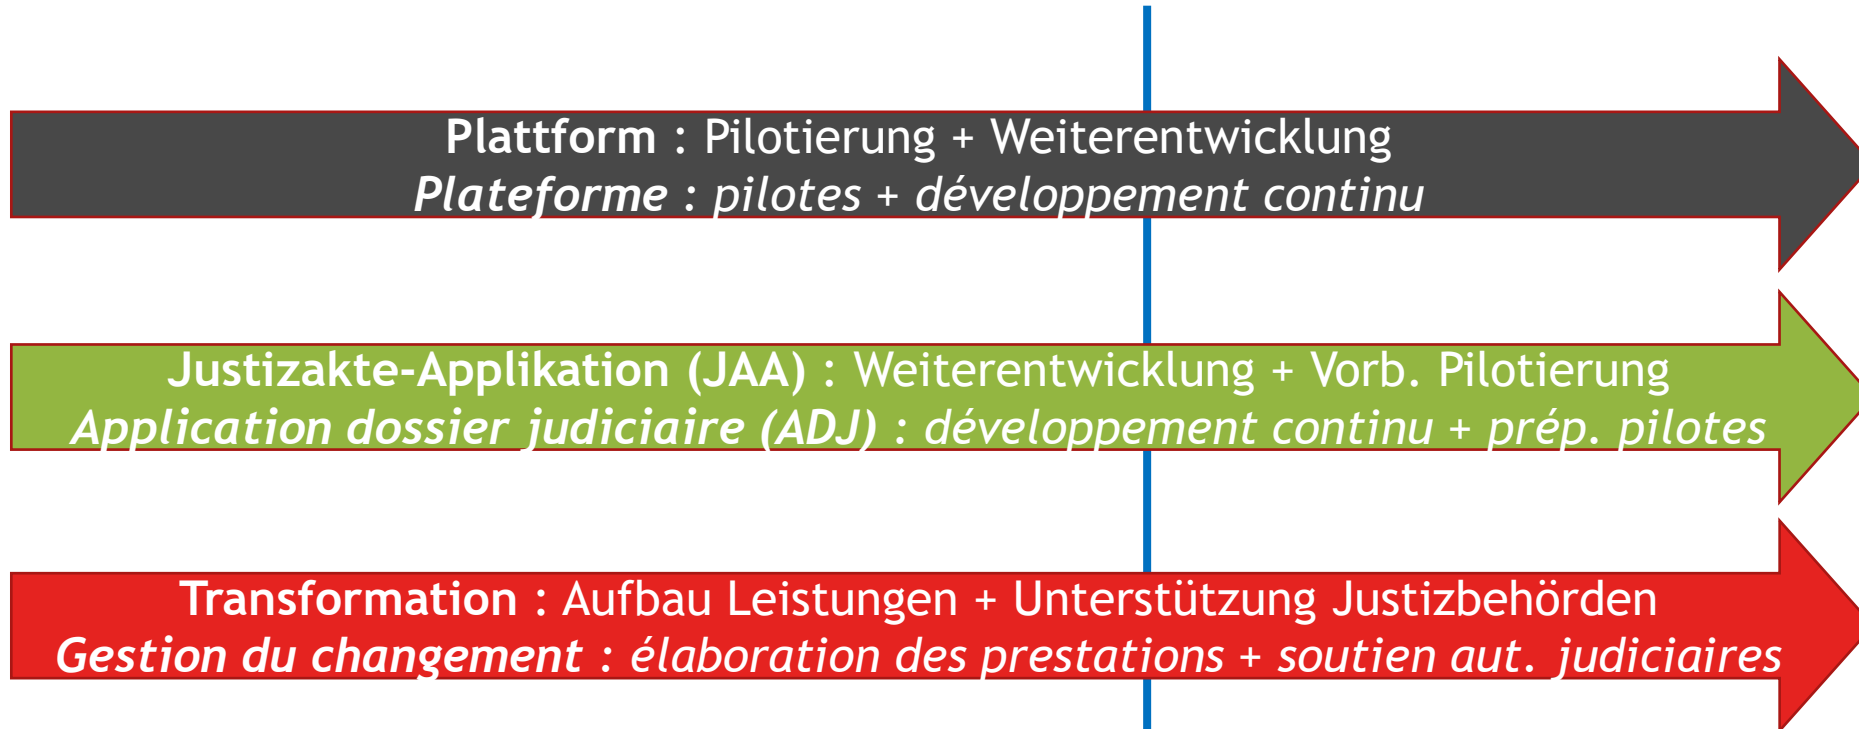 Plattform : Pilotierung + Weiterentwicklung
Plateforme : pilotes + développement continu
Justizakte-Applikation (JAA) : Weiterentwicklung + Vorb. Pilotierung
Application dossier judiciaire (ADJ) : développement continu + prép. pilotes
Transformation : Aufbau Leistungen + Unterstützung Justizbehörden
Gestion du changement : élaboration des prestations + soutien aut. judiciaires